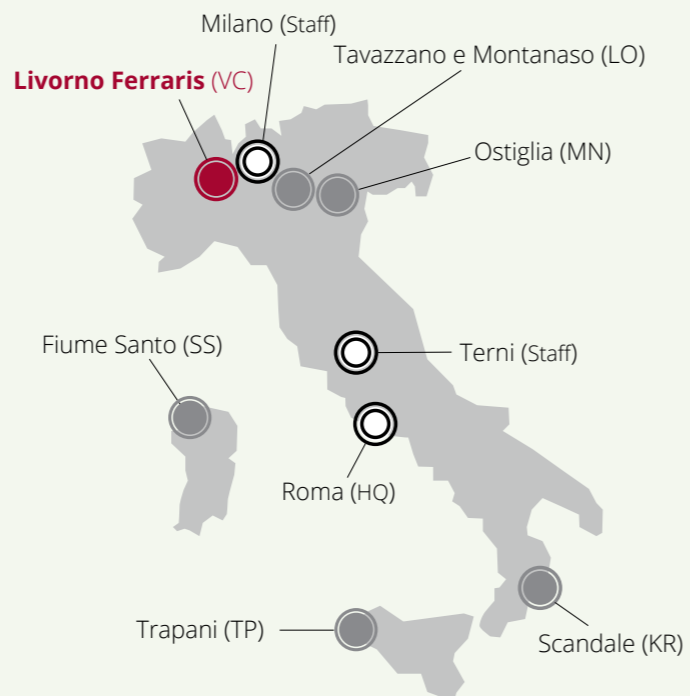 Milano (Staff)
Tavazzano e Montanaso (LO)
Livorno Ferraris (VC)
Ostiglia (MN)
Fiume Santo (SS)
Terni (Staff)
Roma (HQ)
Trapani (TP)
Scandale (KR)